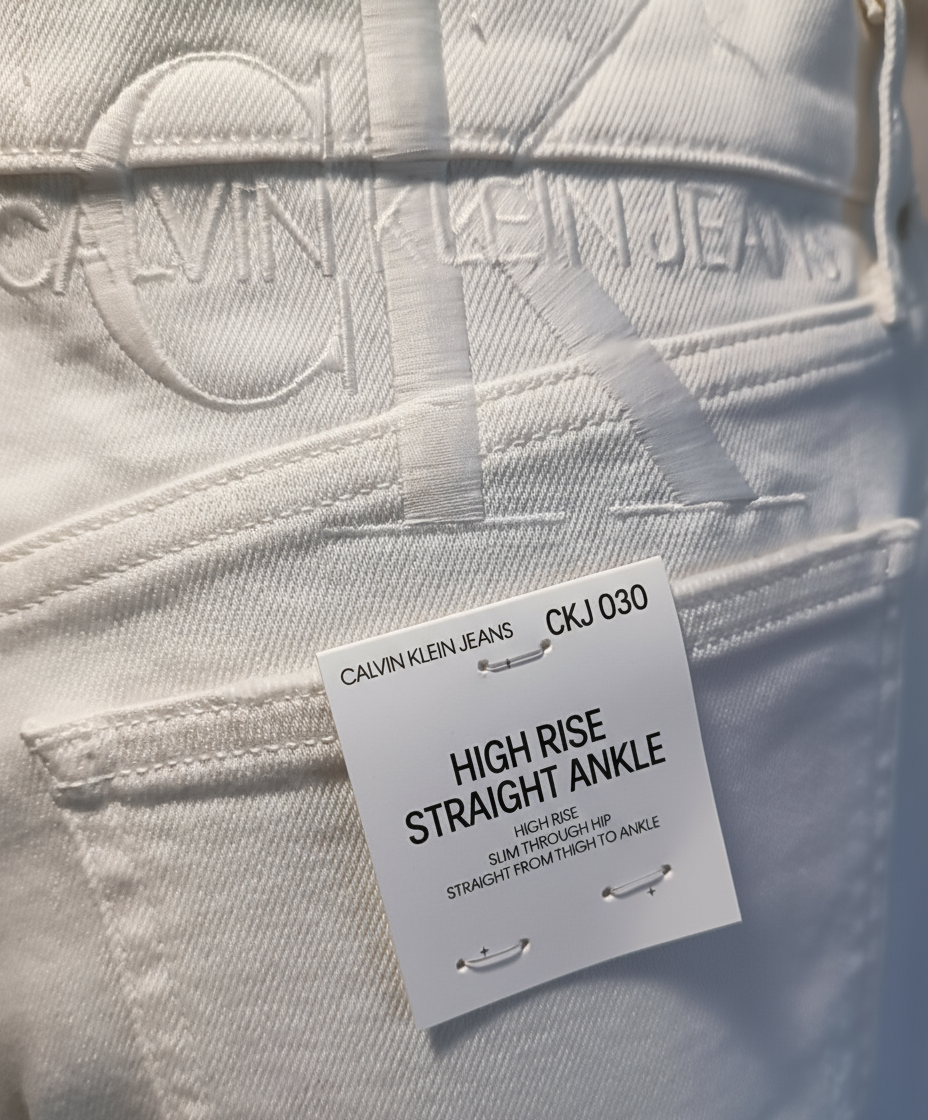 CK
CALVIN KLEIN JEANS
CALVIN KLEIN JEANS CKJ 030
HIGH RISE
STRAIGHT ANKLE
HIGH RISE
SLIM THROUGH HIP
STRAIGHT FROM THIGH TO ANKLE